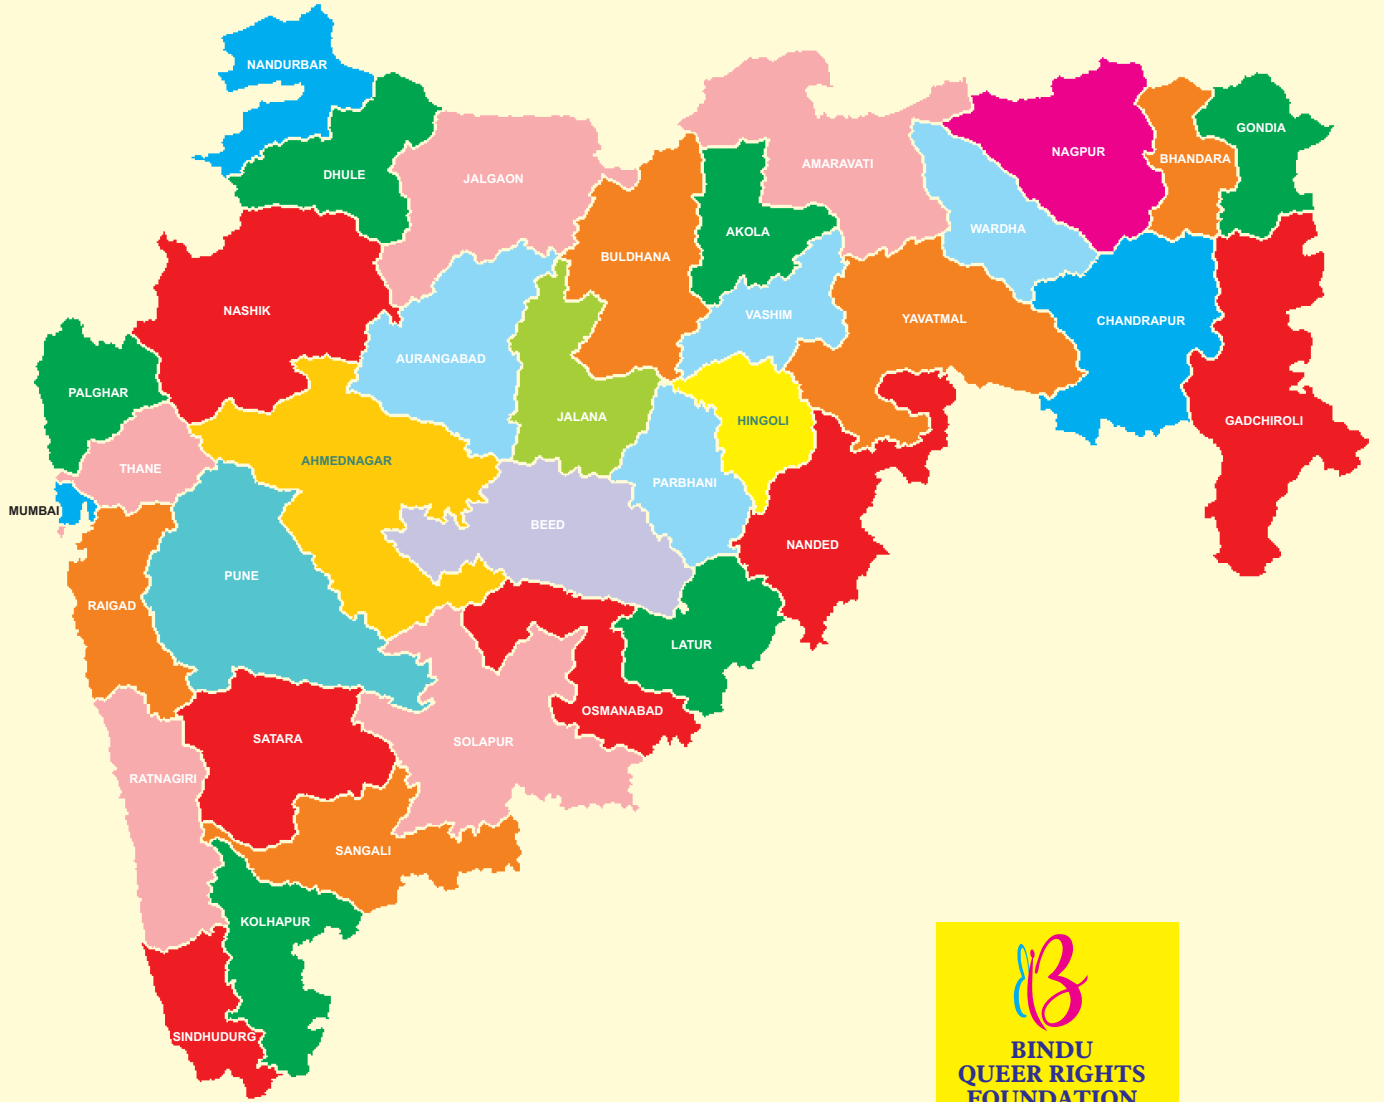 NANDURBAR
DHULE
JALGAON
AMARAVATI
NAGPUR
BHANDARA
GONDIA
AKOLA
WARDHA
BULDHANA
NASHIK
VASHIM
YAVATMAL
CHANDRAPUR
AURANGABAD
PALGHAR
JALANA
HINGOLI
GADCHIROLI
AHMEDNAGAR
THANE
PARBHANI
MUMBAI
BEED
NANDED
PUNE
RAIGAD
LATUR
OSMANABAD
SATARA
SOLAPUR
RATNAGIRI
SANGALI
KOLHAPUR
SINDHUDURG
B
BINDU
QUEER RIGHTS
FOUNDATION